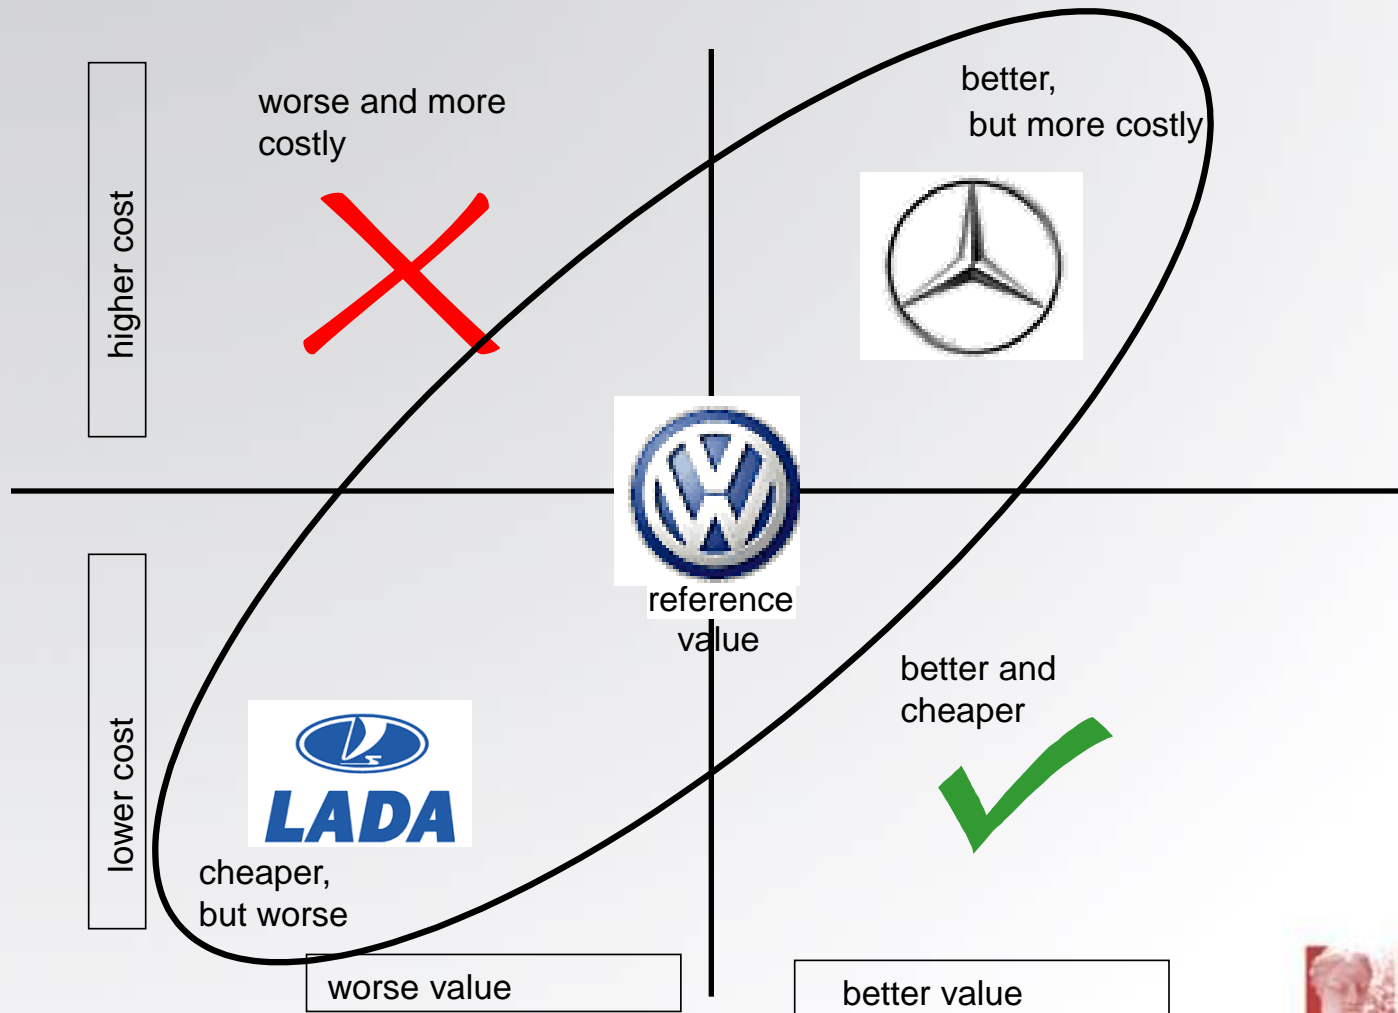 worse and more
costly
better,
but more costly
higher cost
reference
value
better and
cheaper
lower cost
LADA
cheaper,
but worse
worse value
better value